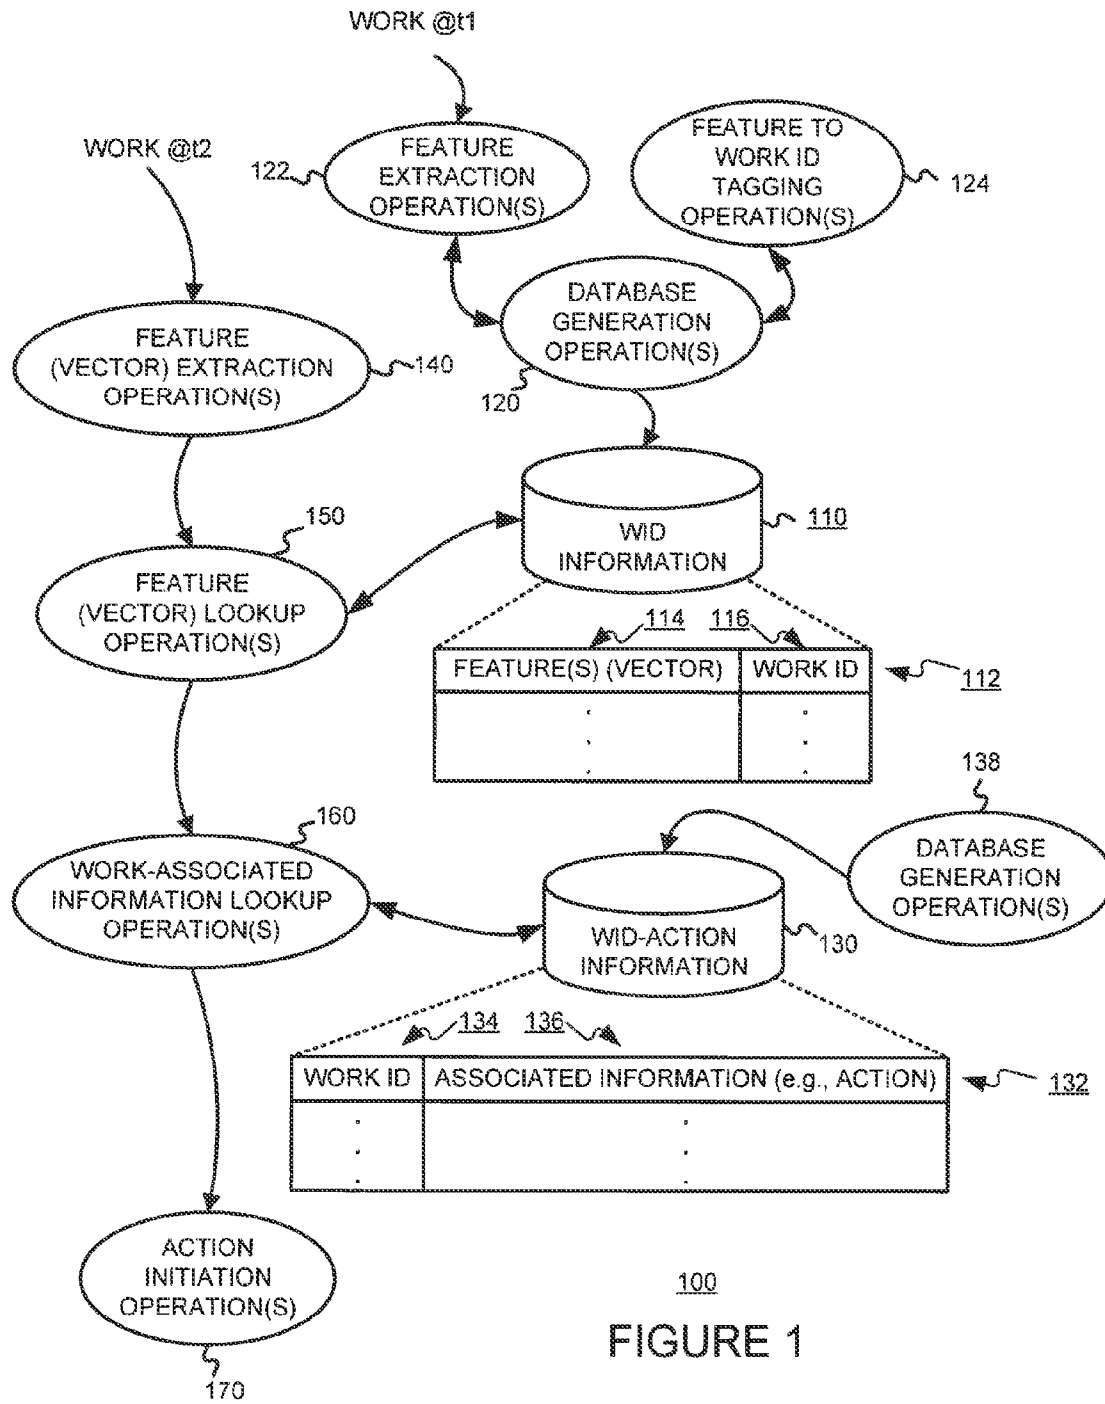 WORK @t1
WORK @t2
122
FEATURE
EXTRACTION
OPERATION(S)
FEATURE TO
WORK ID
TAGGING
OPERATION(S)
124
DATABASE
GENERATION
OPERATION(S)
120
FEATURE
(VECTOR) EXTRACTION
OPERATION(S)
140
WID
INFORMATION
110
150
FEATURE
(VECTOR) LOOKUP
OPERATION(S)
114
116
FEATURE(S) (VECTOR)
WORK ID
112
138
DATABASE
GENERATION
OPERATION(S)
160
WORK-ASSOCIATED
INFORMATION LOOKUP
OPERATION(S)
WID-ACTION
INFORMATION
130
134
136
WORK ID
ASSOCIATED INFORMATION (e.g., ACTION)
132
ACTION
INITIATION
OPERATION(S)
170
100
FIGURE 1